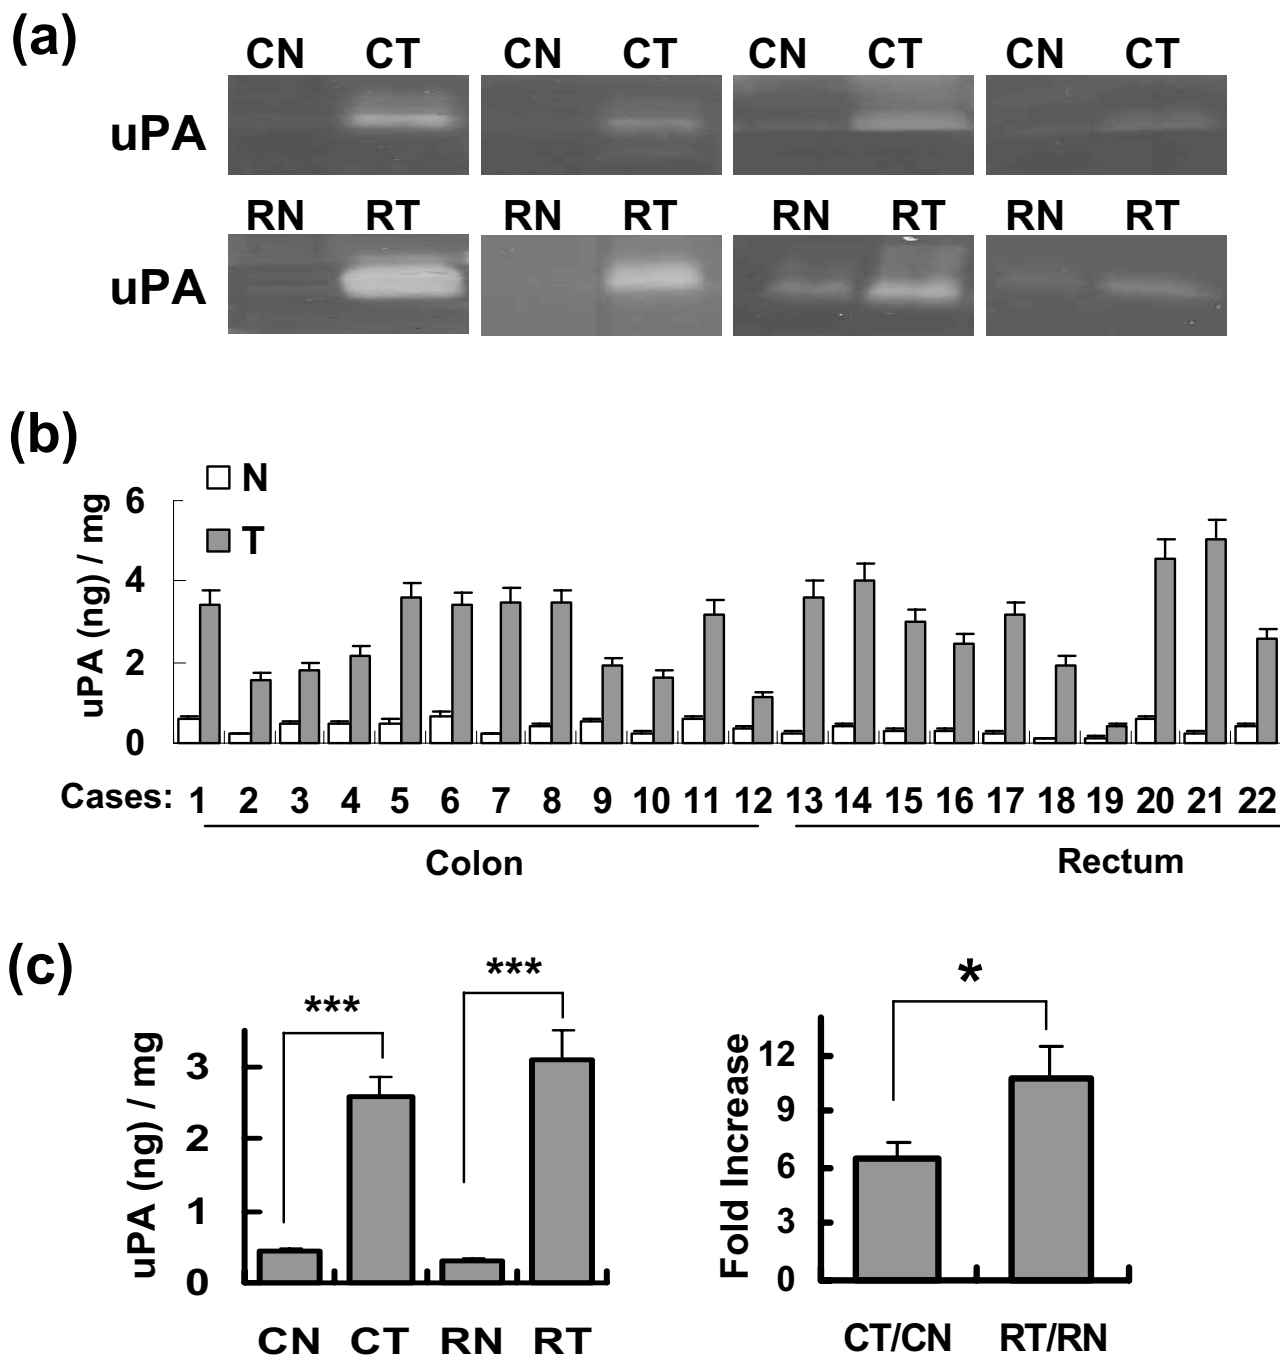 (a)
CN CT CN CT CN CT CN CT
uPA
RN RT RN RT RN RT RN RT
uPA
(b)
N
T
uPA (ng) / mg
6
4
2
0
Cases: 1 2 3 4 5 6 7 8 9 10 11 12 13 14 15 16 17 18 19 20 21 22
Colon Rectum
(c)
*** ***
uPA (ng) / mg
3
2
1
0
CN CT RN RT
*
Fold Increase
12
9
6
3
0
CT/CN RT/RN